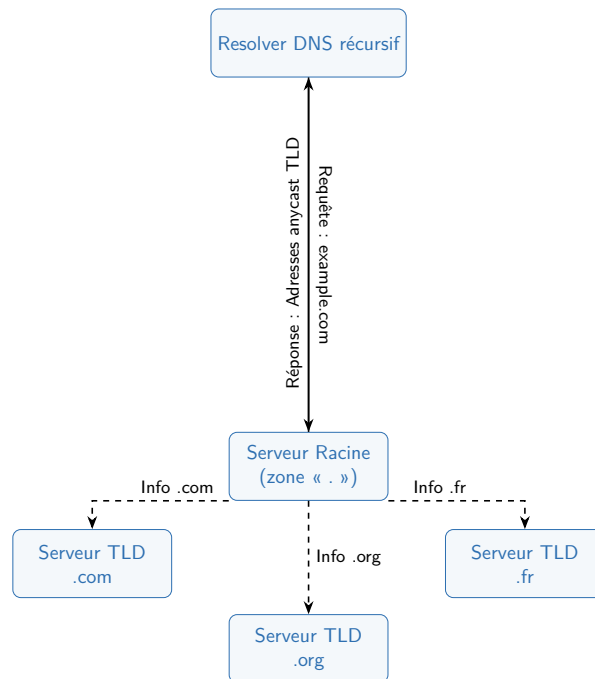 Resolver DNS récursif
Réponse : Adresses anycast TLD
Requête : example.com
Serveur Racine
(zone « . »)
Info .com
Info .fr
Serveur TLD
.com
Info .org
Serveur TLD
.fr
Serveur TLD
.org